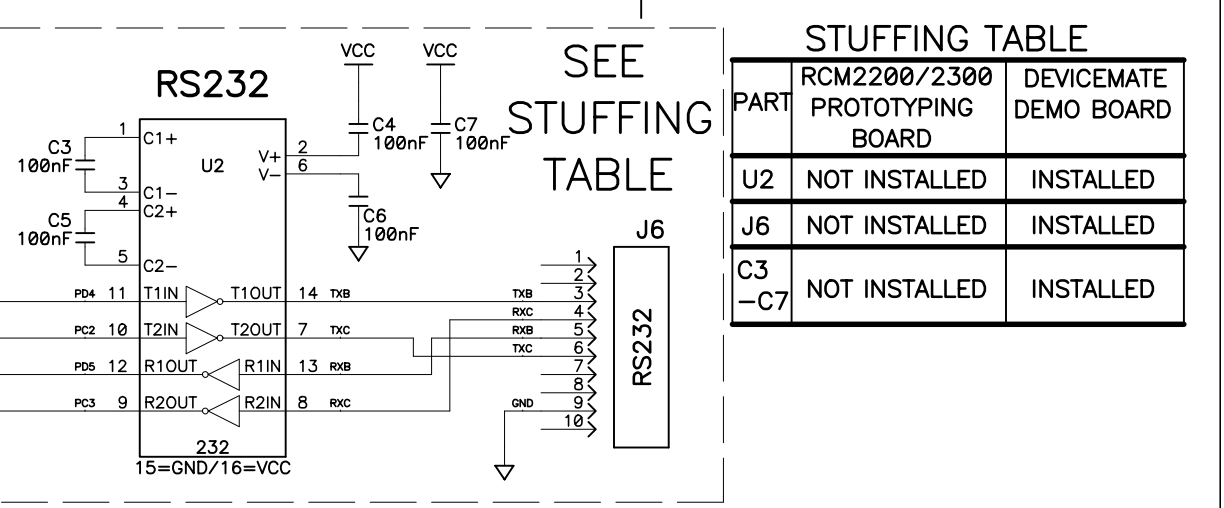 RS232
VCC
VCC
SEE
STUFFING
TABLE
1 C1+
C3
100nF
3 C1-
4 C2+
C5
100nF
5 C2-
U2
V+ 2
V- 6
C4
100nF
C7
100nF
C6
100nF
PD4 11 T1IN T1OUT 14 TXB
PC2 10 T2IN T2OUT 7 TXC
PD5 12 R1OUT R1IN 13 RXB
PC3 9 R2OUT R2IN 8 RXC
232
15=GND/16=VCC
J6
1
2
TXB 3
RXC 4
RXB 5
TXC 6
7
8
GND 9
10
RS232
STUFFING TABLE
PART
RCM2200/2300
PROTOTYPING
BOARD
DEVICEMATE
DEMO BOARD
U2 NOT INSTALLED INSTALLED
J6 NOT INSTALLED INSTALLED
C3
-C7 NOT INSTALLED INSTALLED